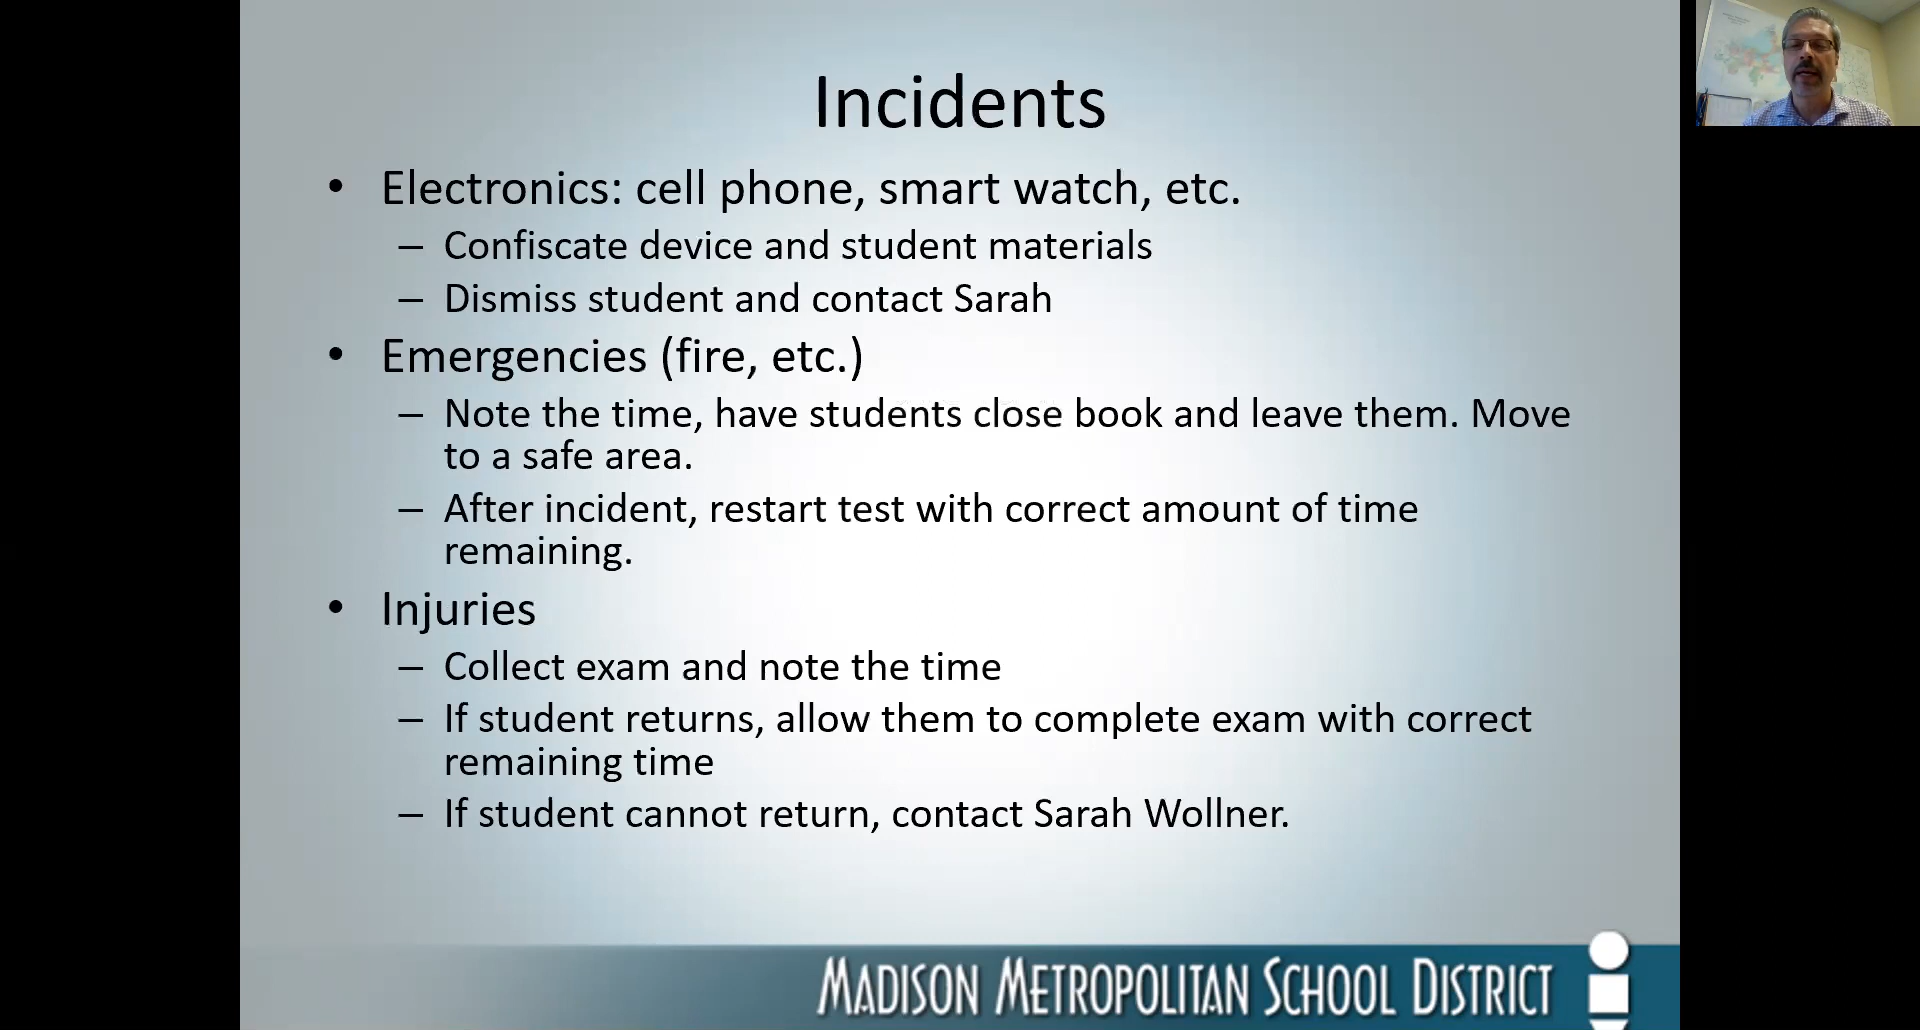 Incidents
• Electronics: cell phone, smart watch, etc.
– Confiscate device and student materials
– Dismiss student and contact Sarah
• Emergencies (fire, etc.)
– Note the time, have students close book and leave them. Move
to a safe area.
– After incident, restart test with correct amount of time
remaining.
• Injuries
– Collect exam and note the time
– If student returns, allow them to complete exam with correct
remaining time
– If student cannot return, contact Sarah Wollner.
MADISON METROPOLITAN SCHOOL DISTRICT